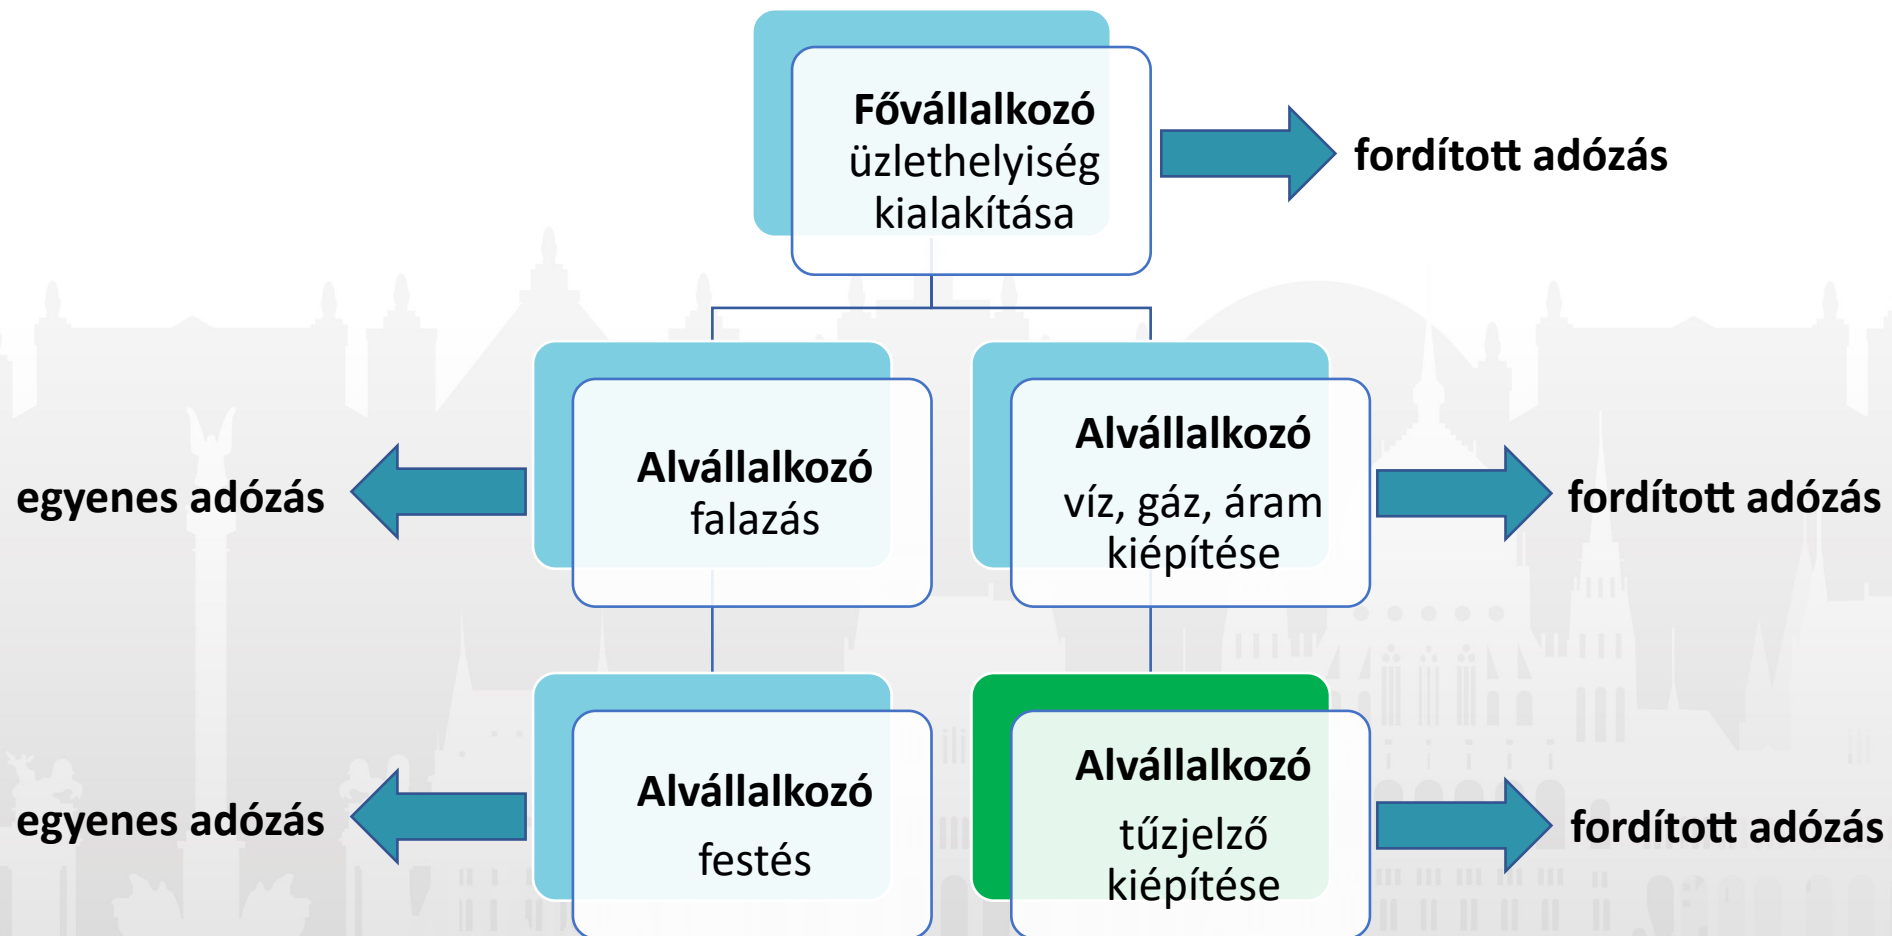 Fővállalkozó
üzlethelyiség
kialakítása
fordított adózás
egyenes adózás
Alvállalkozó
falazás
Alvállalkozó
víz, gáz, áram
kiépítése
fordított adózás
egyenes adózás
Alvállalkozó
festés
Alvállalkozó
tűzjelző
kiépítése
fordított adózás